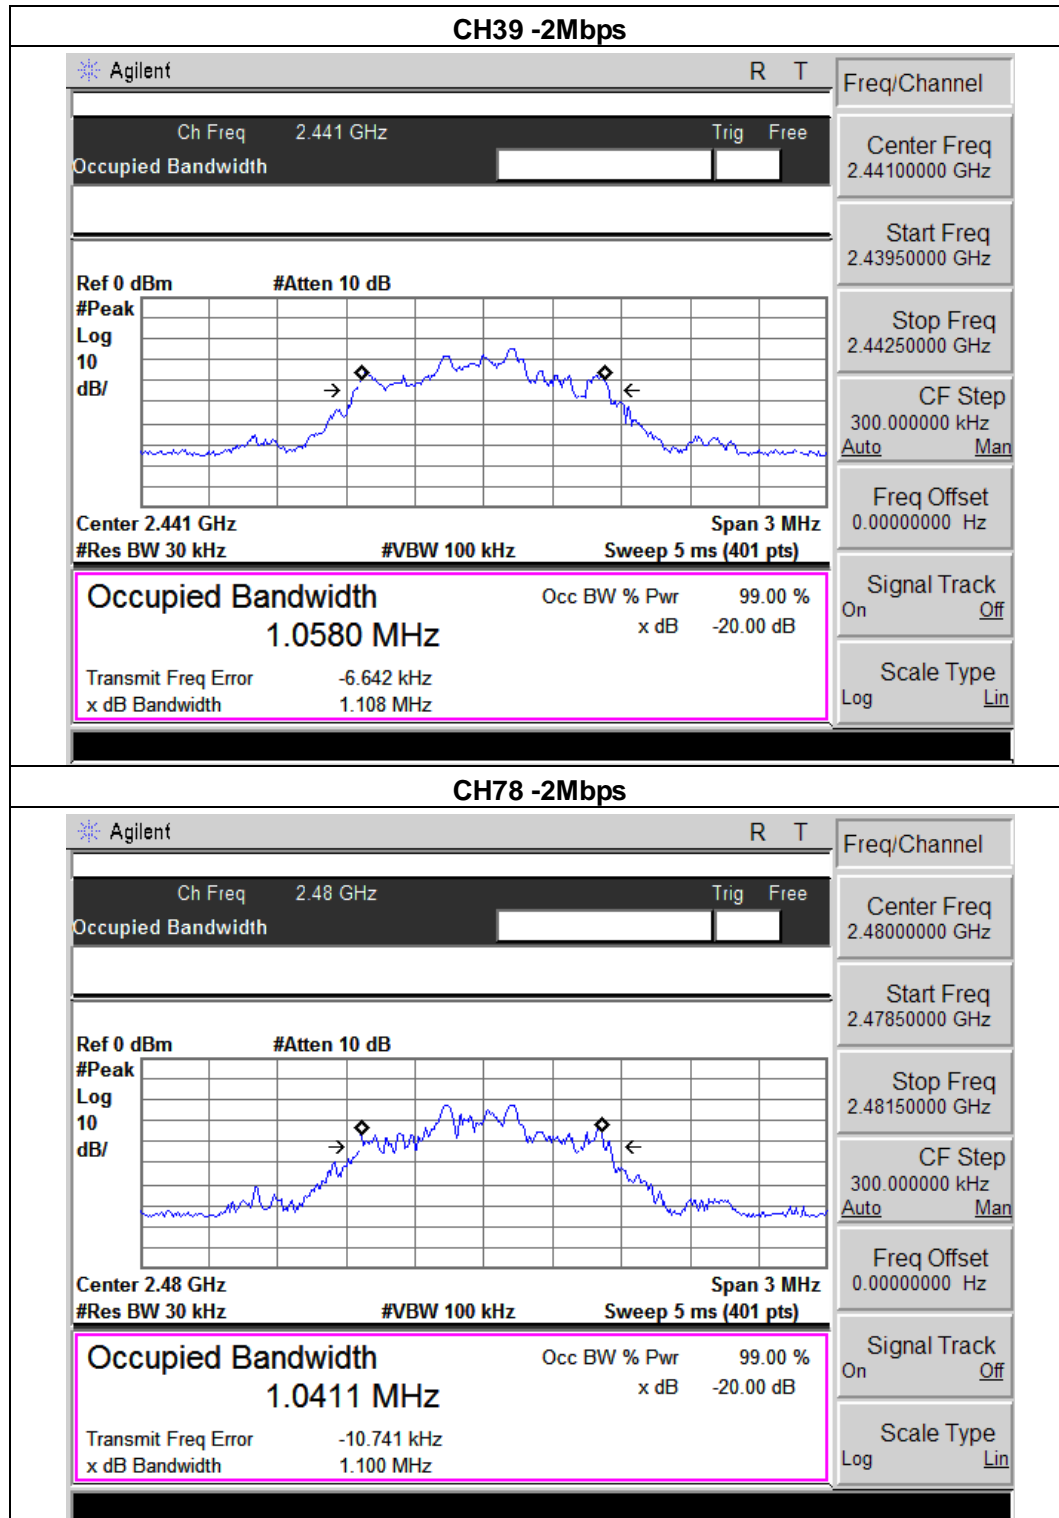 CH39 -2Mbps
Agilent R T
Freq/Channel
Ch Freq 2.441 GHz Trig Free
Occupied Bandwidth
Center Freq
2.44100000 GHz
Start Freq
2.43950000 GHz
Stop Freq
2.44250000 GHz
CF Step
300.000000 kHz
Auto Man
Freq Offset
0.00000000 Hz
Signal Track
On Off
Scale Type
Log Lin
Ref 0 dBm #Atten 10 dB
#Peak
Log
10
dB/
Center 2.441 GHz Span 3 MHz
#Res BW 30 kHz #VBW 100 kHz Sweep 5 ms (401 pts)
Occupied Bandwidth Occ BW % Pwr 99.00 %
1.0580 MHz x dB -20.00 dB
Transmit Freq Error -6.642 kHz
x dB Bandwidth 1.108 MHz
CH78 -2Mbps
Agilent R T
Freq/Channel
Ch Freq 2.48 GHz Trig Free
Occupied Bandwidth
Center Freq
2.48000000 GHz
Start Freq
2.47850000 GHz
Stop Freq
2.48150000 GHz
CF Step
300.000000 kHz
Auto Man
Freq Offset
0.00000000 Hz
Signal Track
On Off
Scale Type
Log Lin
Ref 0 dBm #Atten 10 dB
#Peak
Log
10
dB/
Center 2.48 GHz Span 3 MHz
#Res BW 30 kHz #VBW 100 kHz Sweep 5 ms (401 pts)
Occupied Bandwidth Occ BW % Pwr 99.00 %
1.0411 MHz x dB -20.00 dB
Transmit Freq Error -10.741 kHz
x dB Bandwidth 1.100 MHz